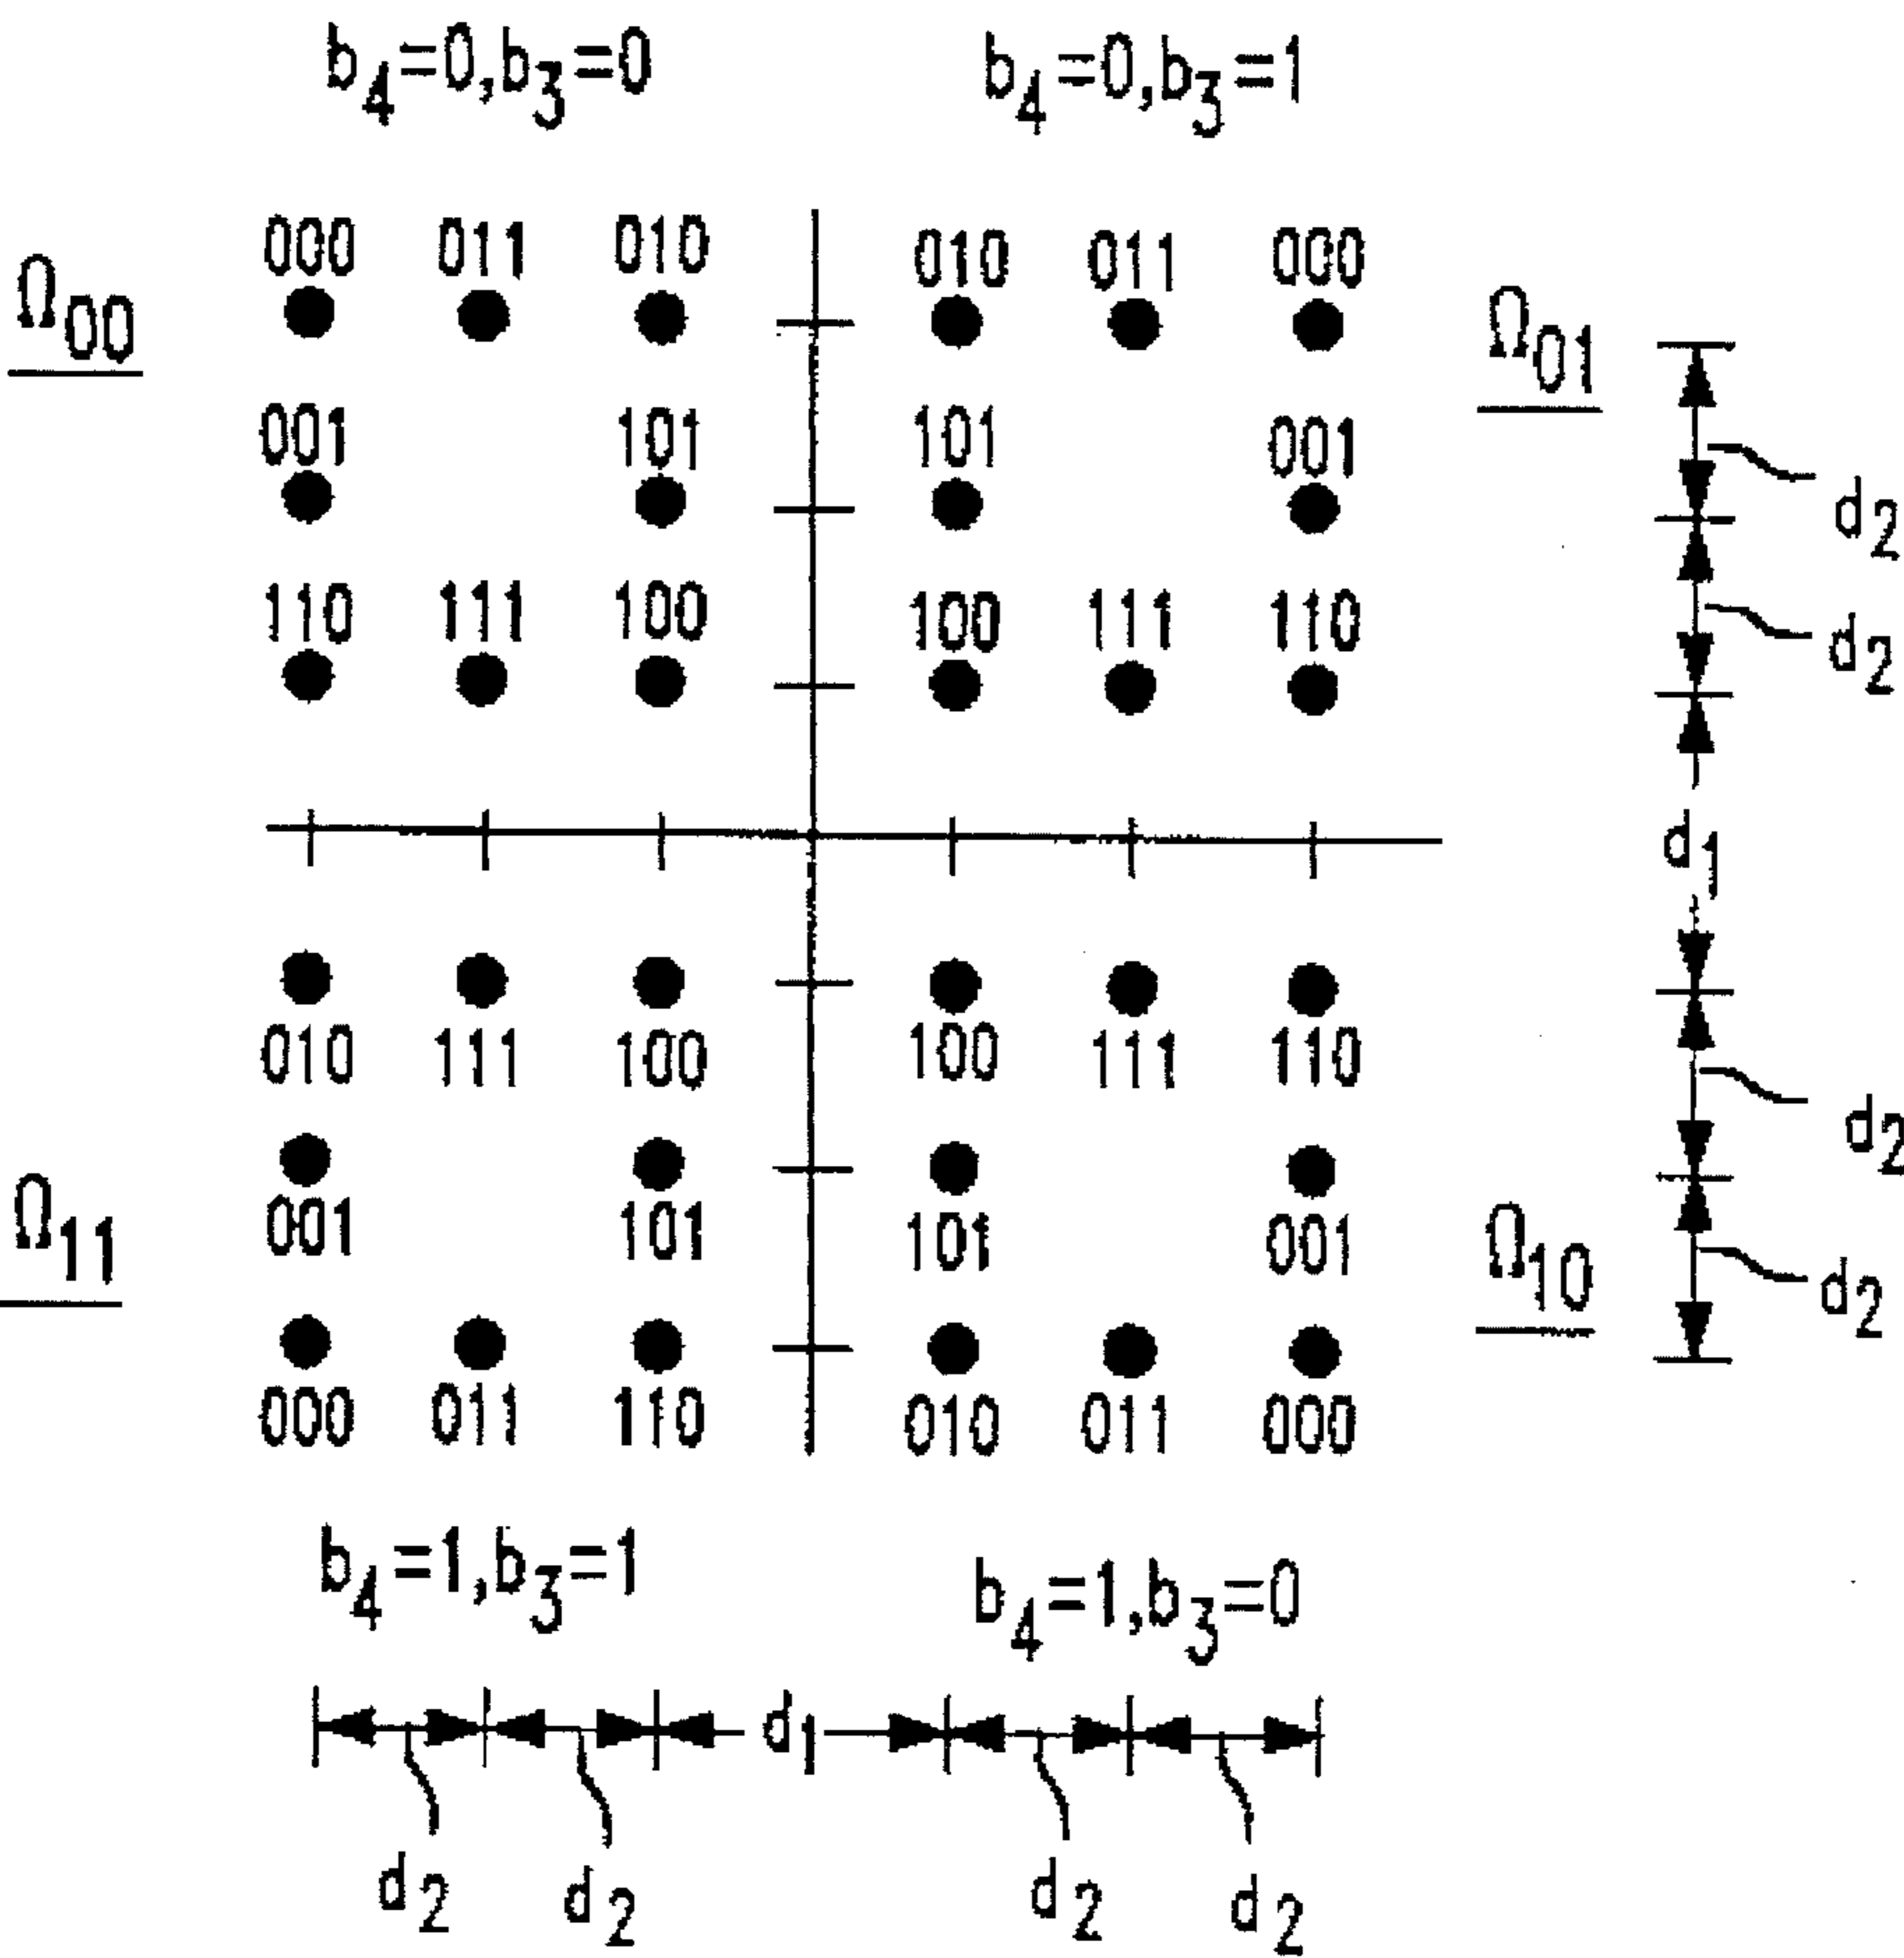 b4=0,b3=0 b4=0,b3=1
000 011 010 010 011 000
Ω00 Ω01
001 101 101 001
d2
110 111 100 100 111 110
d2
d1
010 111 100 100 111 110
d2
001 101 101 001
Ω11 Ω10
d2
000 011 110 010 011 000
b4=1,b3=1 b4=1,b3=0
d1
d2 d2 d2 d2